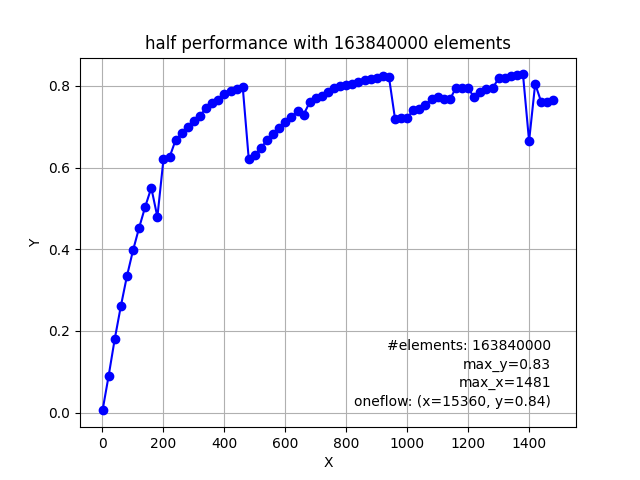 half performance with 163840000 elements
Y
0.8
0.6
0.4
0.2
0.0
#elements: 163840000
max_y=0.83
max_x=1481
oneflow: (x=15360, y=0.84)
0 200 400 600 800 1000 1200 1400
X